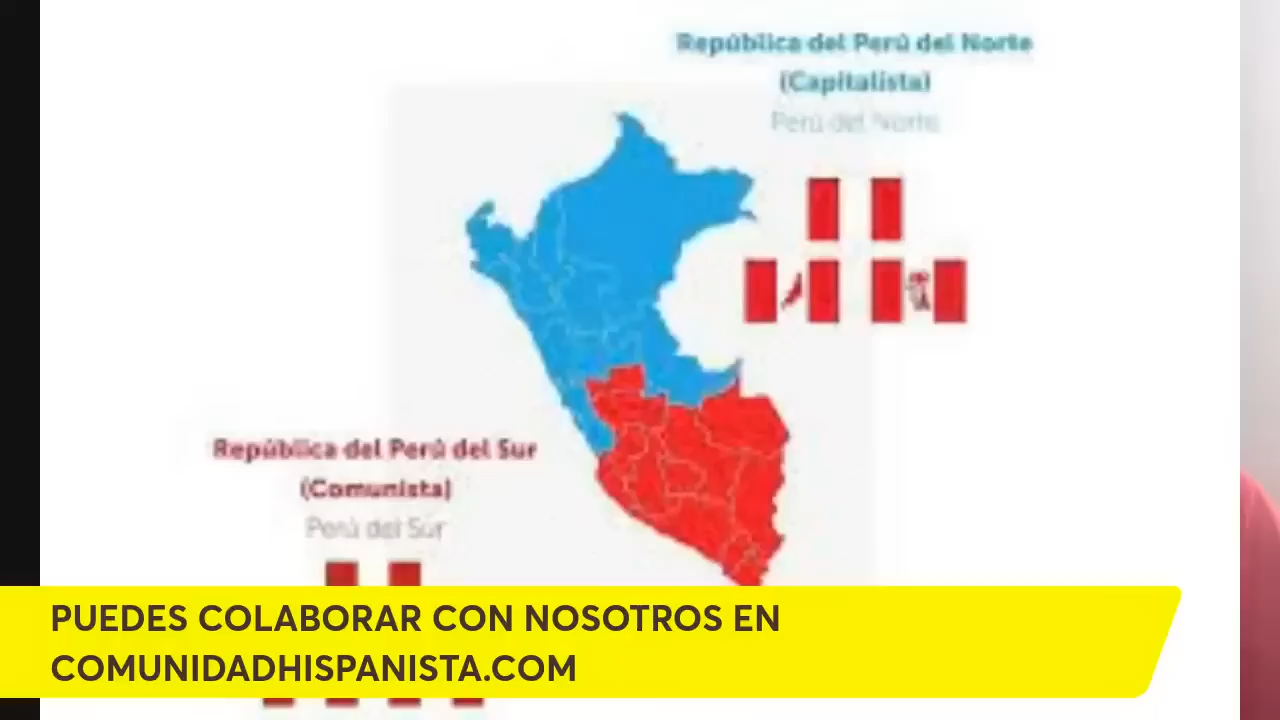 República del Perú del Norte
(Capitalista)
Perú del Norte
República del Perú del Sur
(Comunista)
Perú del Sur
PUEDES COLABORAR CON NOSOTROS EN
COMUNIDADHISPANISTA.COM